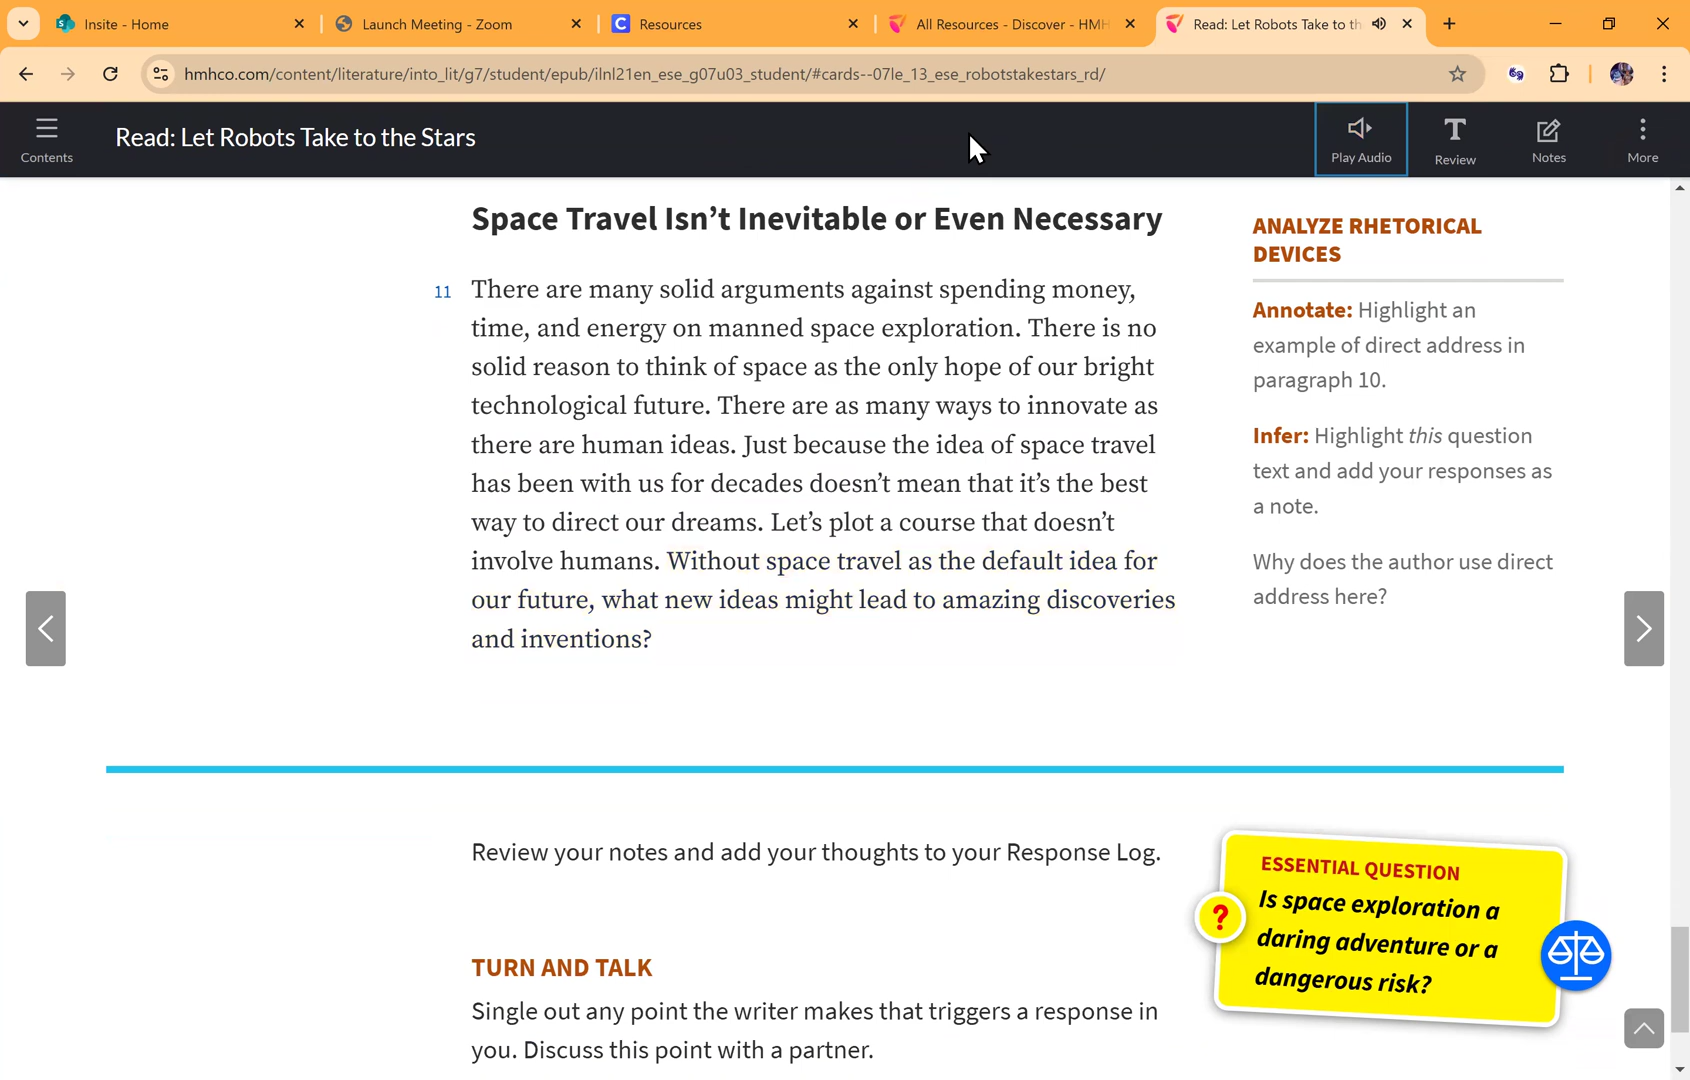 Insite - Home
Launch Meeting - Zoom
Resources
All Resources - Discover - HMH
Read: Let Robots Take to th
hmhco.com/content/literature/into_lit/g7/student/epub/ilnl21en_ese_g07u03_student/#cards--07le_13_ese_robotstakestars_rd/
Contents
Read: Let Robots Take to the Stars
Play Audio
Review
Notes
More
Space Travel Isn’t Inevitable or Even Necessary
11 There are many solid arguments against spending money,
time, and energy on manned space exploration. There is no
solid reason to think of space as the only hope of our bright
technological future. There are as many ways to innovate as
there are human ideas. Just because the idea of space travel
has been with us for decades doesn’t mean that it’s the best
way to direct our dreams. Let’s plot a course that doesn’t
involve humans. Without space travel as the default idea for
our future, what new ideas might lead to amazing discoveries
and inventions?
ANALYZE RHETORICAL
DEVICES
Annotate: Highlight an
example of direct address in
paragraph 10.
Infer: Highlight this question
text and add your responses as
a note.
Why does the author use direct
address here?
Review your notes and add your thoughts to your Response Log.
ESSENTIAL QUESTION
?
Is space exploration a
daring adventure or a
dangerous risk?
TURN AND TALK
Single out any point the writer makes that triggers a response in
you. Discuss this point with a partner.